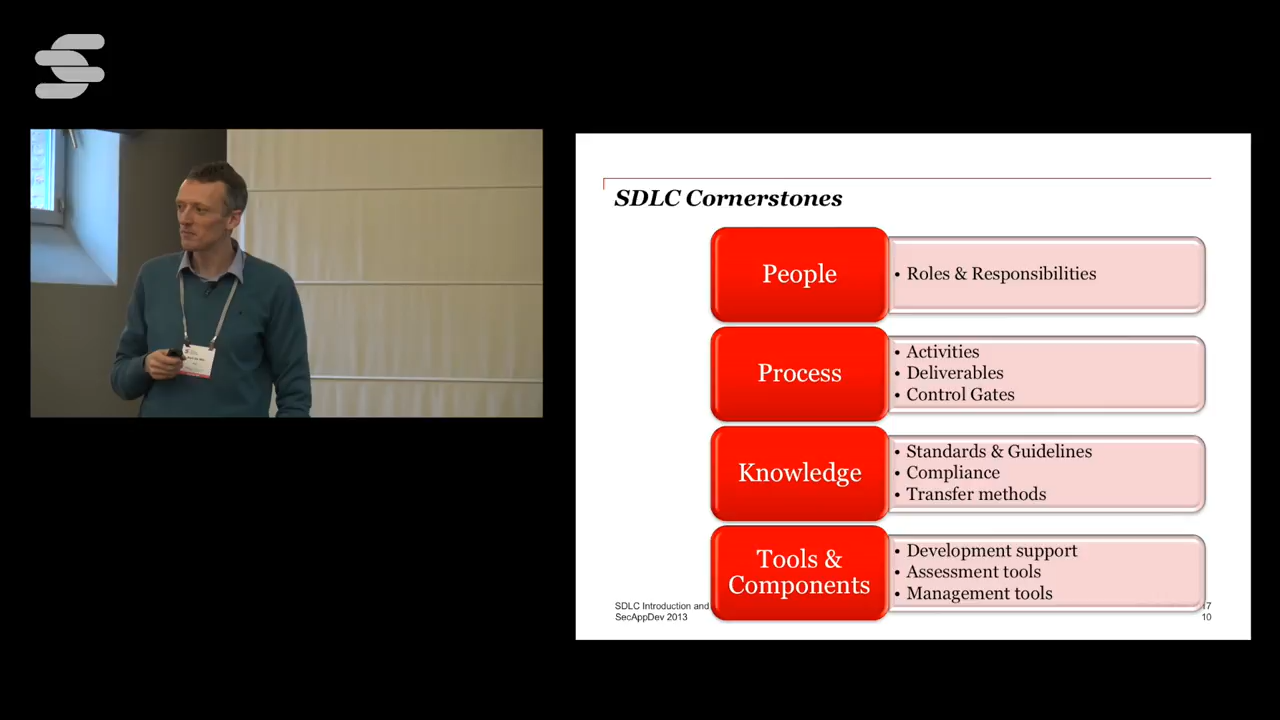 SDLC Cornerstones
People
• Roles & Responsibilities
Process
• Activities
• Deliverables
• Control Gates
Knowledge
• Standards & Guidelines
• Compliance
• Transfer methods
Tools &
Components
• Development support
• Assessment tools
• Management tools
SDLC Introduction and
17
SecAppDev 2013
10